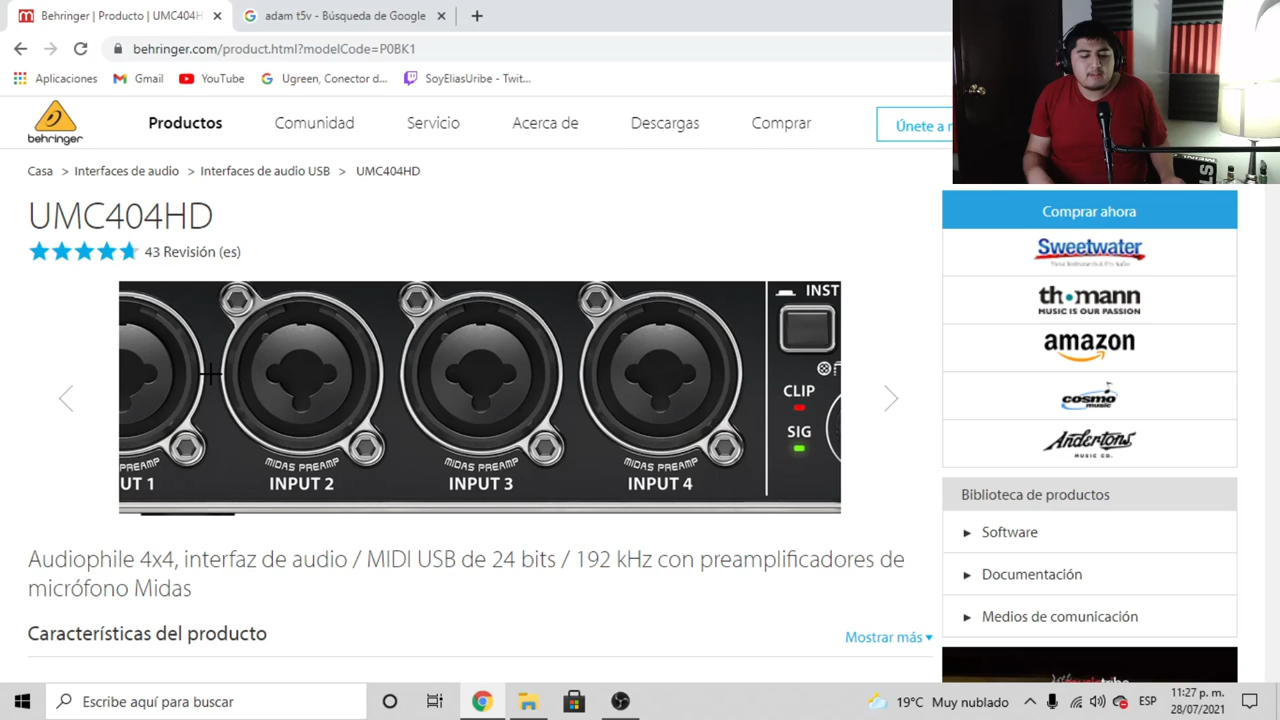 Behringer | Producto | UMC404H
adam t5v - Búsqueda de Google
behringer.com/product.html?modelCode=P0BK1
Aplicaciones
Gmail
YouTube
Ugreen, Conector d...
SoyEliasUribe - Twit...
behringer
Productos
Comunidad
Servicio
Acerca de
Descargas
Comprar
Únete a
Casa > Interfaces de audio > Interfaces de audio USB > UMC404HD
UMC404HD
43 Revisión (es)
INST
CLIP
SIG
MIDAS PREAMP
MIDAS PREAMP
MIDAS PREAMP
UT 1
INPUT 2
INPUT 3
INPUT 4
Audiophile 4x4, interfaz de audio / MIDI USB de 24 bits / 192 kHz con preamplificadores de
micrófono Midas
Características del producto
Mostrar más
Comprar ahora
Sweetwater
thomann
MUSIC IS OUR PASSION
amazon
cosmo
music
Andertons
MUSIC CO.
Biblioteca de productos
Software
Documentación
Medios de comunicación
Escribe aquí para buscar
19°C Muy nublado
ESP
11:27 p. m.
28/07/2021